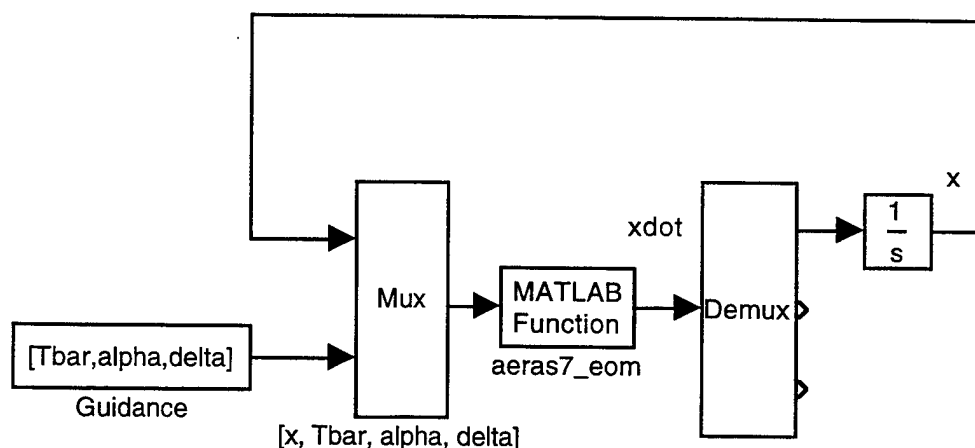 x
xdot
1
s
Mux
MATLAB
Function
Demux
[Tbar,alpha,delta]
aeras7_eom
Guidance
[x, Tbar, alpha, delta]